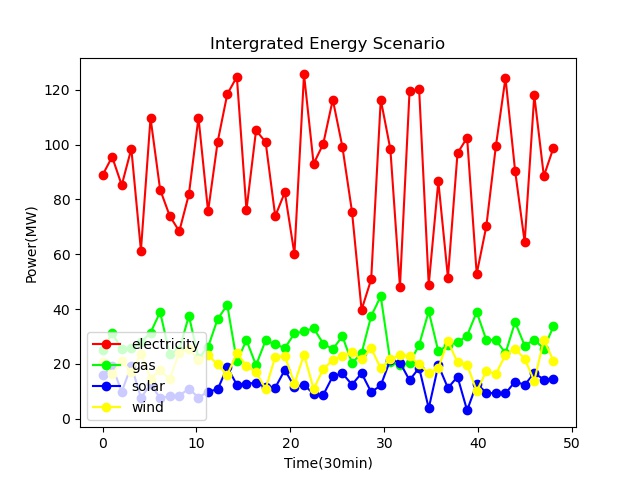 Intergrated Energy Scenario
Power(MW)
120
100
80
60
40
20
0
electricity
gas
solar
wind
0 10 20 30 40 50
Time(30min)